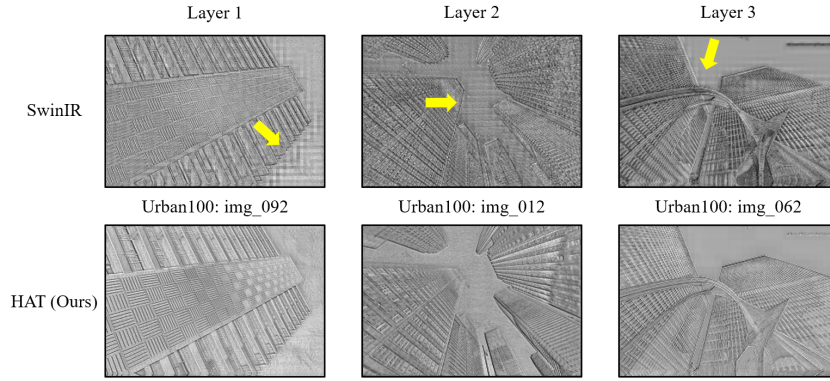 Layer 1
Layer 2
Layer 3
SwinIR
Urban100: img_092
Urban100: img_012
Urban100: img_062
HAT (Ours)